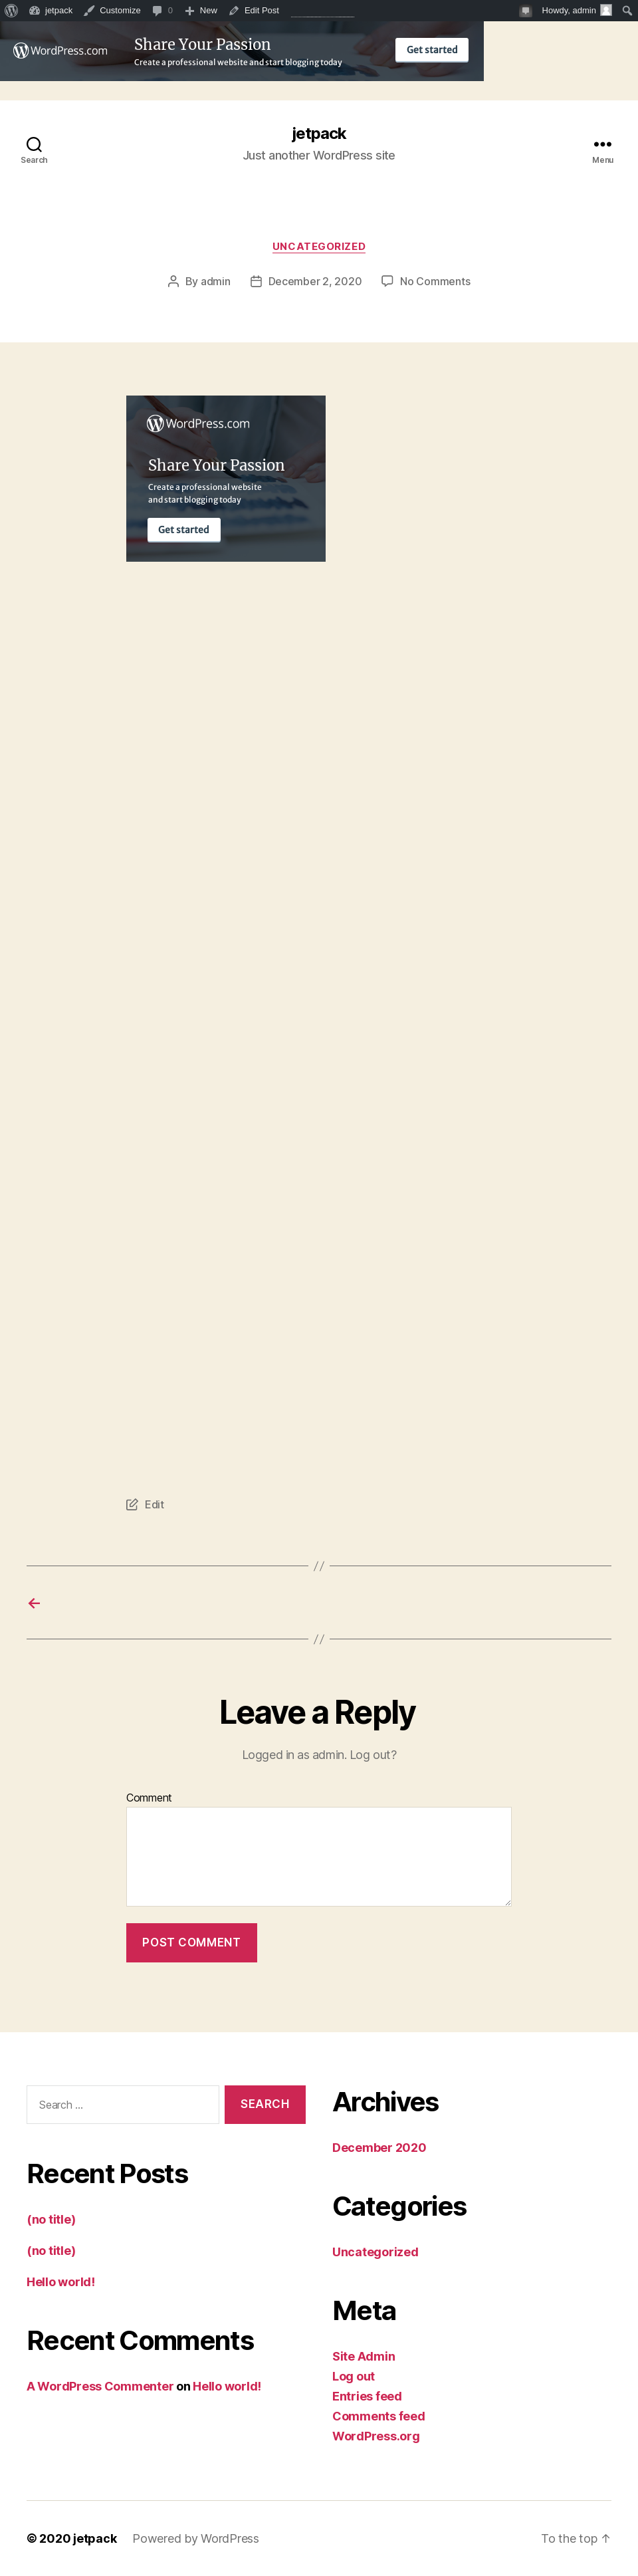 jetpack Customize 0 New Edit Post Howdy, admin
WordPress.com
Share Your Passion
Create a professional website and start blogging today
Get started
jetpack
Just another WordPress site
Search
Menu
UNCATEGORIZED
By admin December 2, 2020 No Comments
WordPress.com
Share Your Passion
Create a professional website
and start blogging today
Get started
Edit
Leave a Reply
Logged in as admin. Log out?
Comment
POST COMMENT
Search …
SEARCH
Recent Posts
(no title)
(no title)
Hello world!
Recent Comments
A WordPress Commenter on Hello world!
Archives
December 2020
Categories
Uncategorized
Meta
Site Admin
Log out
Entries feed
Comments feed
WordPress.org
© 2020 jetpack Powered by WordPress To the top ↑